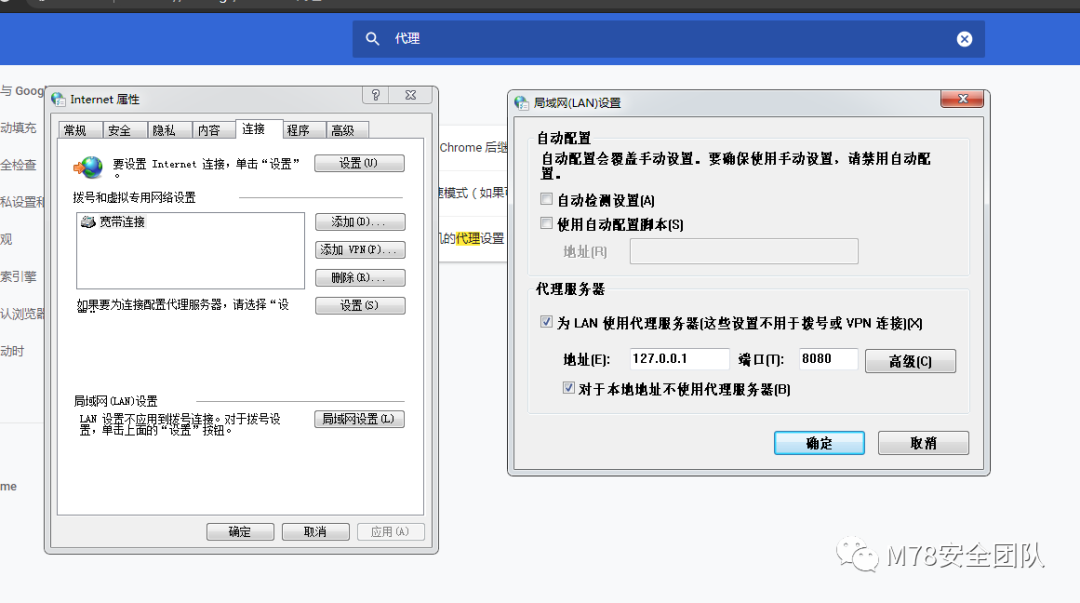 代理
与 Goog
动填充
全检查
私设置和
观
索引擎
认浏览器
动时
me
Chrome 后继
速模式（如果可
机的代理设置
Internet 属性
常规
安全
隐私
内容
连接
程序
高级
要设置 Internet 连接，单击“设置”
。
设置(U)
拨号和虚拟专用网络设置
宽带连接
添加(D)...
添加 VPN(P)...
删除(R)...
如果要为连接配置代理服务器，请选择“设
设置(S)
局域网(LAN)设置
LAN 设置不应用到拨号连接。对于拨号设
置，单击上面的“设置”按钮。
局域网设置(L)
确定
取消
应用(A)
局域网(LAN)设置
自动配置
自动配置会覆盖手动设置。要确保使用手动设置，请禁用自动配
置。
自动检测设置(A)
使用自动配置脚本(S)
地址(R)
代理服务器
为 LAN 使用代理服务器(这些设置不用于拨号或 VPN 连接)(X)
地址(E): 127.0.0.1 端口(T): 8080 高级(C)
对于本地地址不使用代理服务器(B)
确定
取消
M78安全团队